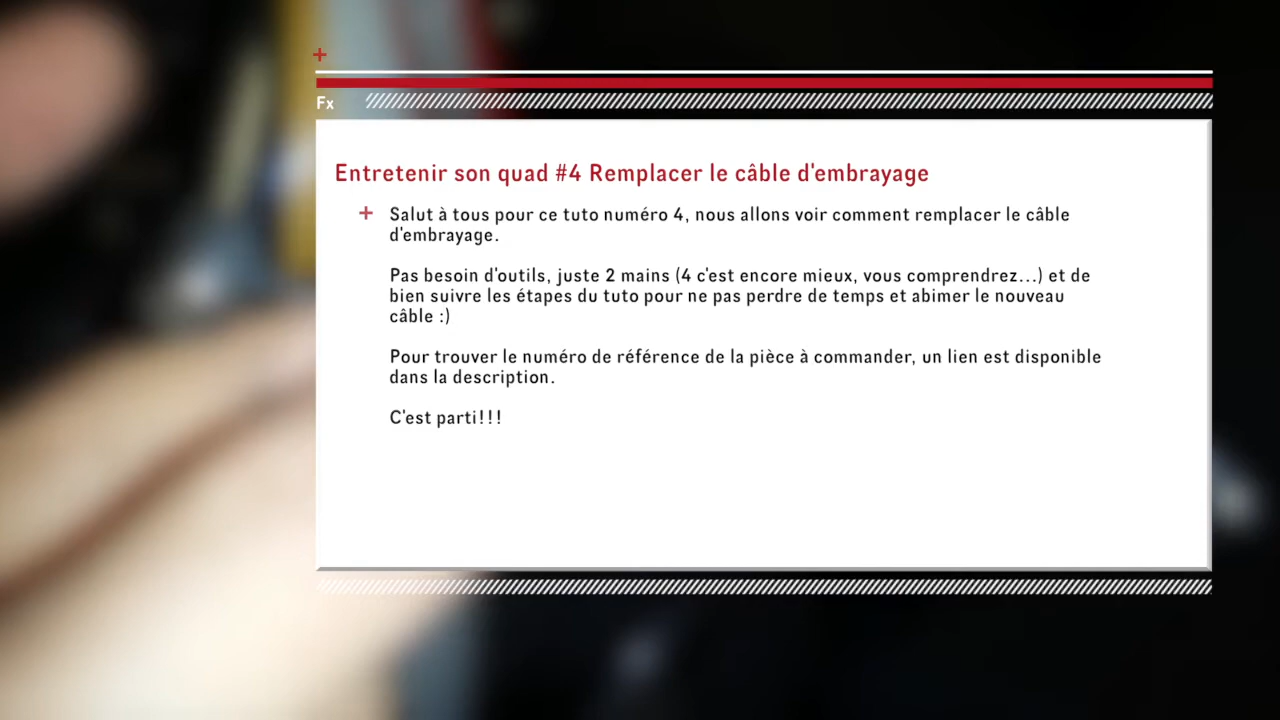 Fx
Entretenir son quad #4 Remplacer le câble d'embrayage
Salut à tous pour ce tuto numéro 4, nous allons voir comment remplacer le câble
d'embrayage.
Pas besoin d'outils, juste 2 mains (4 c'est encore mieux, vous comprendrez...) et de
bien suivre les étapes du tuto pour ne pas perdre de temps et abimer le nouveau
câble :)
Pour trouver le numéro de référence de la pièce à commander, un lien est disponible
dans la description.
C'est parti!!!